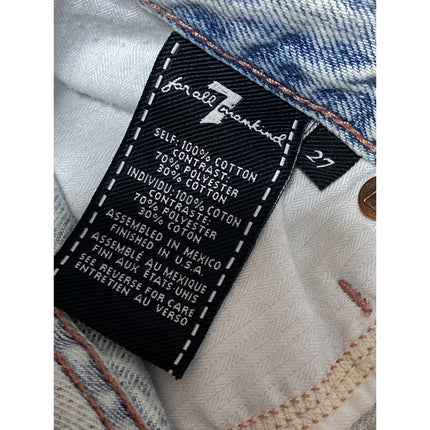 7
for all mankind
27
SELF: 100% COTTON
CONTRAST:
70% POLYESTER
30% COTTON
INDIVIDU: 100% COTON
CONTRASTE:
70% POLYESTER
30% COTON
ASSEMBLED IN MEXICO
FINISHED IN U.S.A.
ASSEMBLÉ AU MEXIQUE
FINI AUX ÉTATS-UNIS
SEE REVERSE FOR CARE
ENTRETIEN AU VERSO